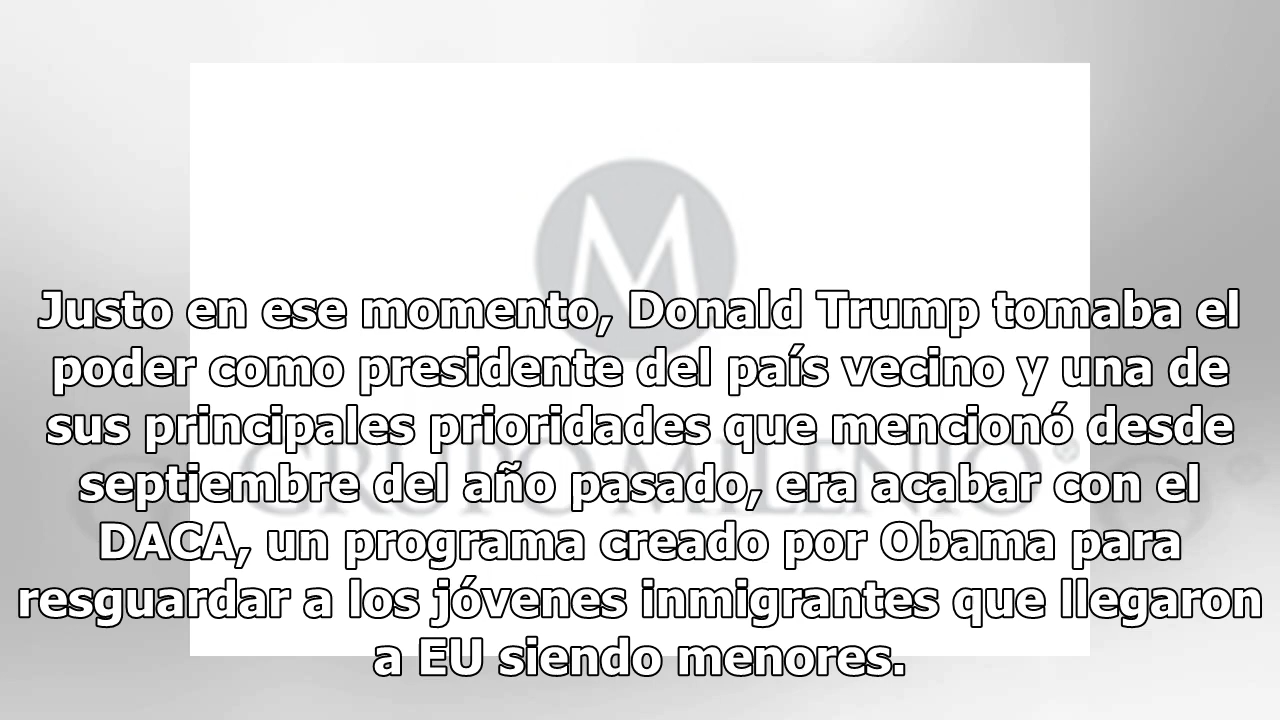 M
Justo en ese momento, Donald Trump tomaba el
poder como presidente del país vecino y una de
sus principales prioridades que mencionó desde
GRUPO MILENIO®
septiembre del año pasado, era acabar con el
DACA, un programa creado por Obama para
resguardar a los jóvenes inmigrantes que llegaron
a EU siendo menores.